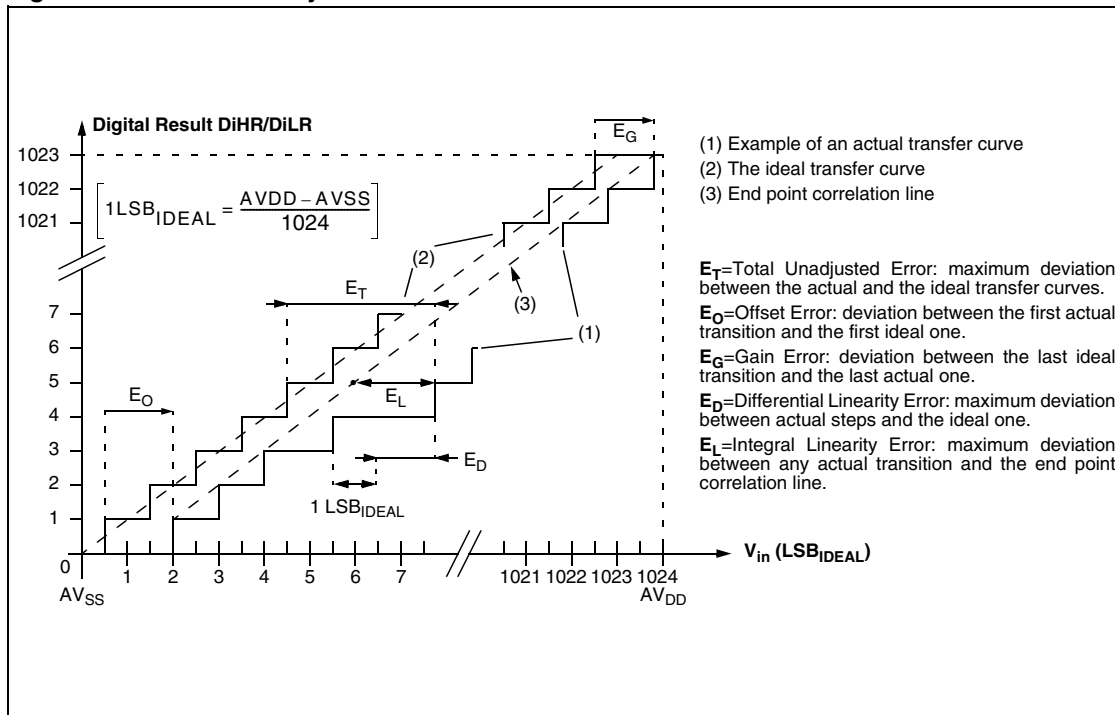 Digital Result DiHR/DiLR
1023
1022
1021
7
6
5
4
3
2
1
0
1LSB_IDEAL = AVDD – AVSS / 1024
E_G
(2)
E_T
(3)
(1)
E_O
E_L
E_D
1 LSB_IDEAL
1 2 3 4 5 6 7 1021 1022 1023 1024
AV_SS
AV_DD
V_in (LSB_IDEAL)
(1) Example of an actual transfer curve
(2) The ideal transfer curve
(3) End point correlation line
E_T=Total Unadjusted Error: maximum deviation
between the actual and the ideal transfer curves.
E_O=Offset Error: deviation between the first actual
transition and the first ideal one.
E_G=Gain Error: deviation between the last ideal
transition and the last actual one.
E_D=Differential Linearity Error: maximum deviation
between actual steps and the ideal one.
E_L=Integral Linearity Error: maximum deviation
between any actual transition and the end point
correlation line.